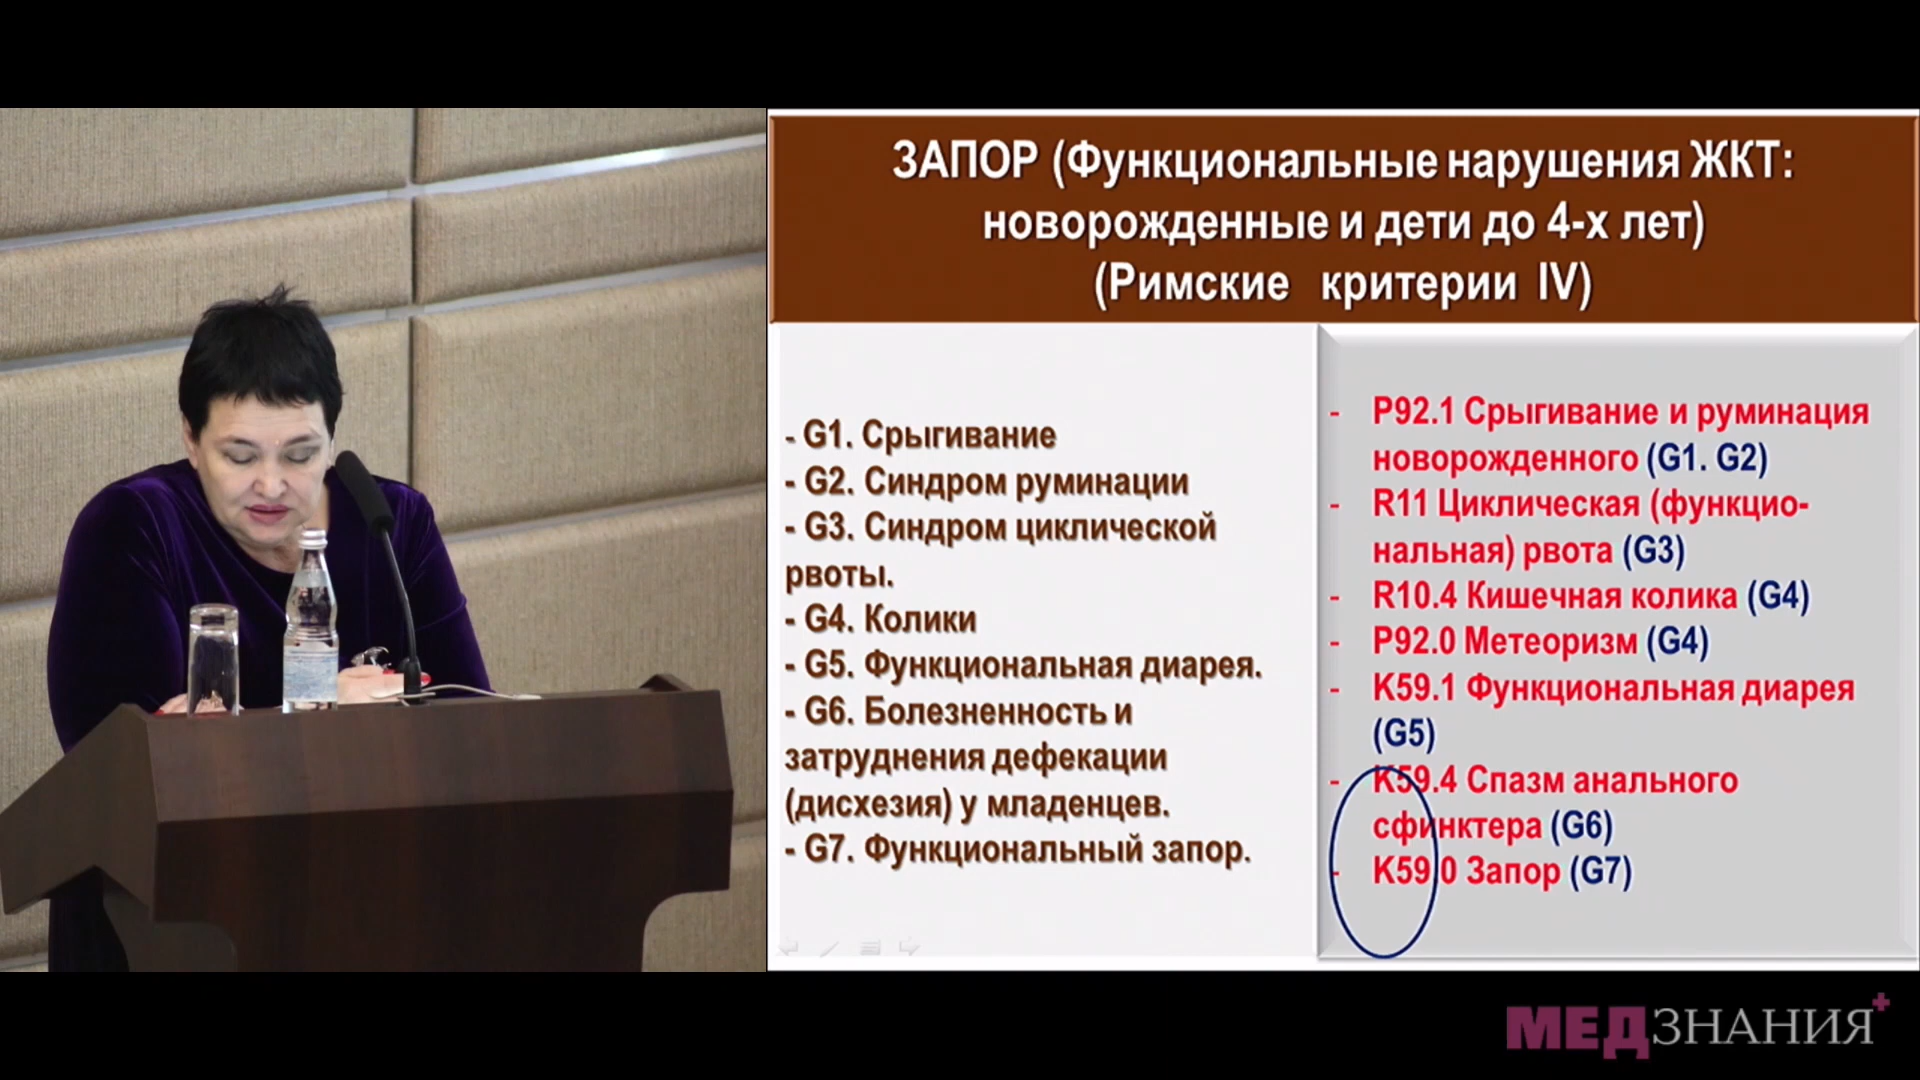 ЗАПОР (Функциональные нарушения ЖКТ:
новорожденные и дети до 4-х лет)
(Римские критерии IV)
- G1. Срыгивание
- G2. Синдром руминации
- G3. Синдром циклической
рвоты.
- G4. Колики
- G5. Функциональная диарея.
- G6. Болезненность и
затруднения дефекации
(дисхезия) у младенцев.
- G7. Функциональный запор.
- P92.1 Срыгивание и руминация
новорожденного (G1. G2)
- R11 Циклическая (функцио-
нальная) рвота (G3)
- R10.4 Кишечная колика (G4)
- P92.0 Метеоризм (G4)
- K59.1 Функциональная диарея
(G5)
- K59.4 Спазм анального
сфинктера (G6)
- K59.0 Запор (G7)
МЕДЗНАНИЯ+